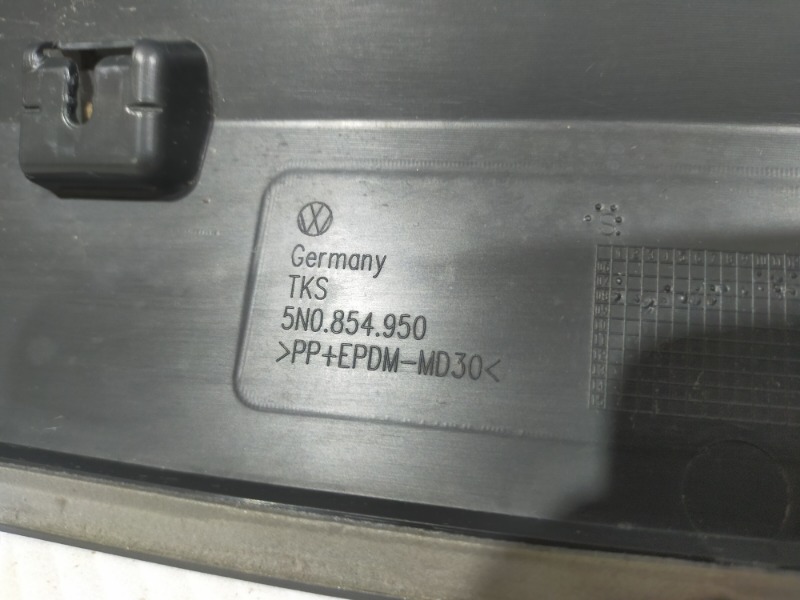 Germany
TKS
5N0.854.950
>PP+EPDM-MD30<